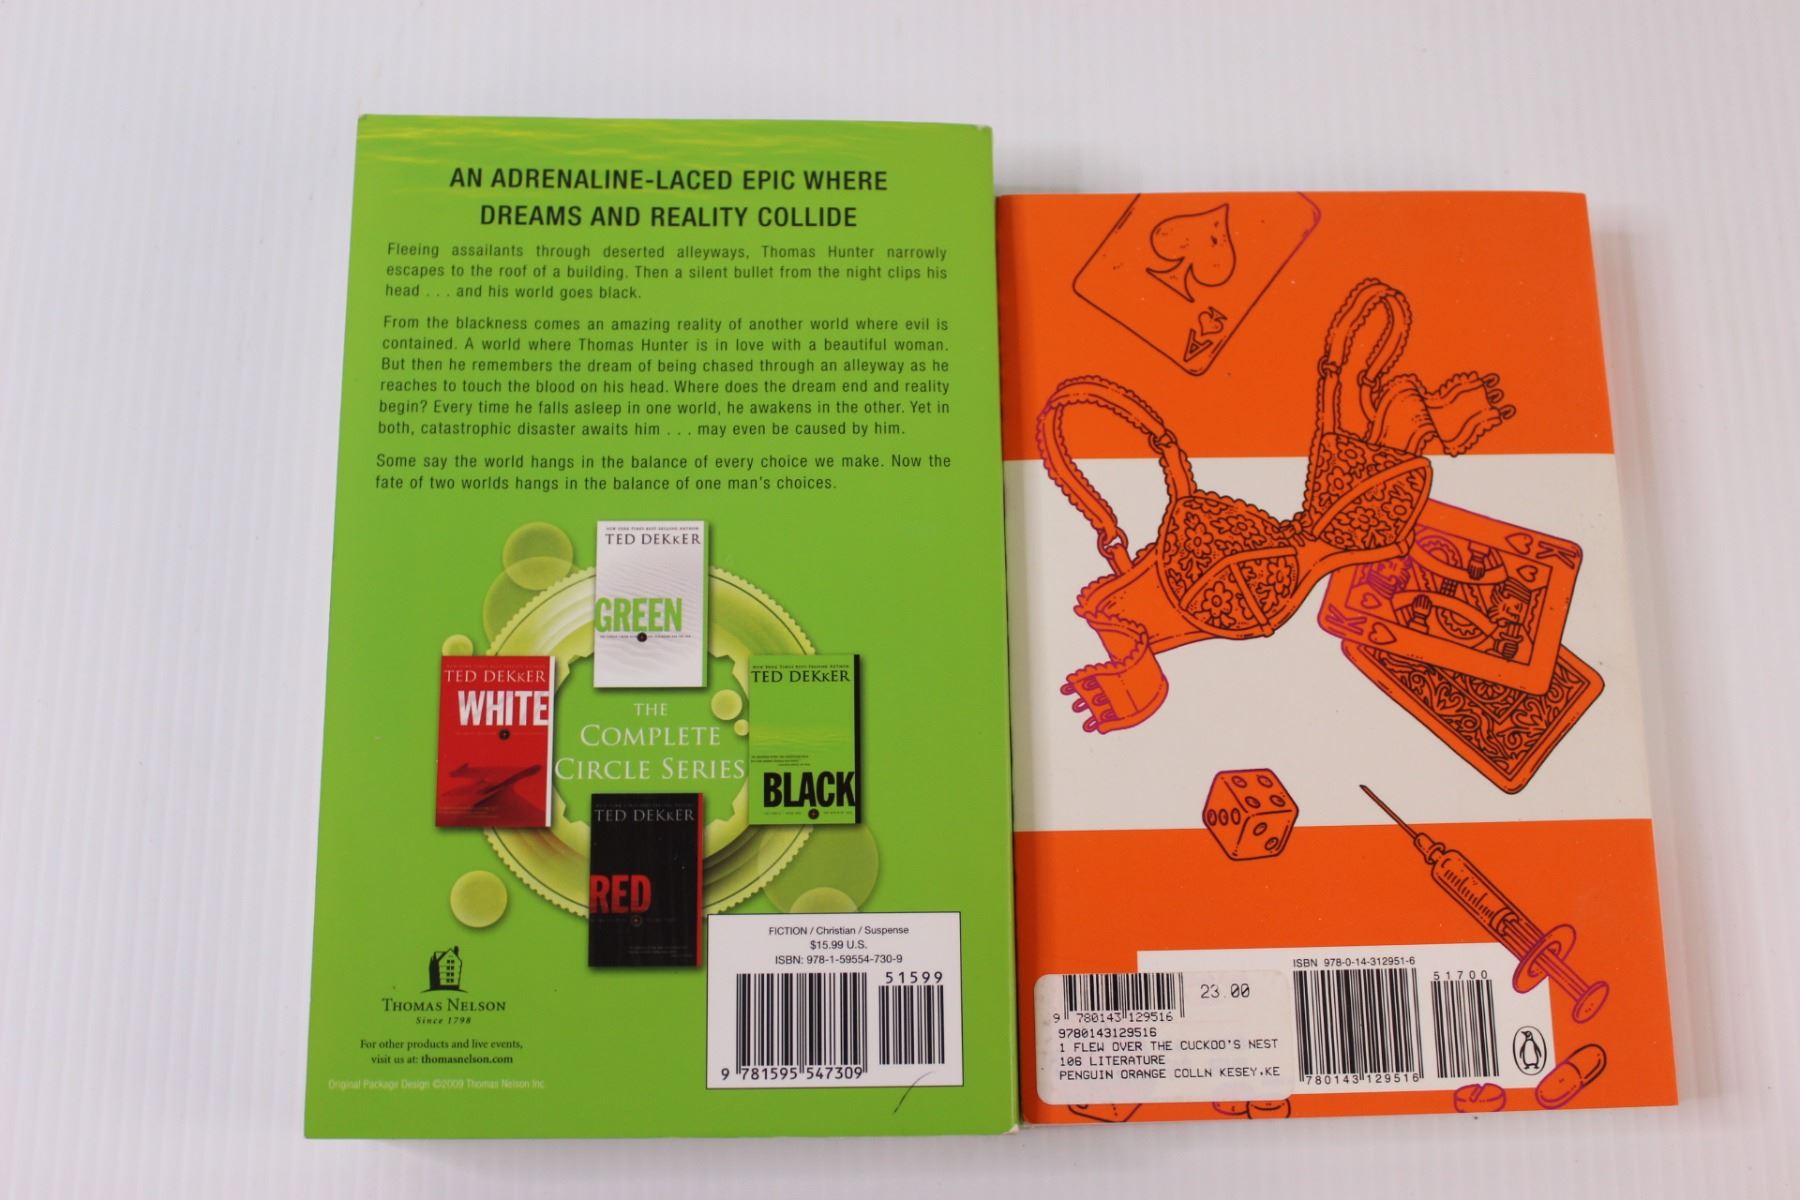 AN ADRENALINE-LACED EPIC WHERE
DREAMS AND REALITY COLLIDE
Fleeing assailants through deserted alleyways, Thomas Hunter narrowly
escapes to the roof of a building. Then a silent bullet from the night clips his
head . . . and his world goes black.
From the blackness comes an amazing reality of another world where evil is
contained. A world where Thomas Hunter is in love with a beautiful woman.
But then he remembers the dream of being chased through an alleyway as he
reaches to touch the blood on his head. Where does the dream end and reality
begin? Every time he falls asleep in one world, he awakens in the other. Yet in
both, catastrophic disaster awaits him . . . may even be caused by him.
Some say the world hangs in the balance of every choice we make. Now the
fate of two worlds hangs in the balance of one man's choices.
NEW YORK TIMES BEST-SELLING AUTHOR
TED DEKKER
GREEN
TED DEKKER
WHITE
TED DEKKER
BLACK
THE
COMPLETE
CIRCLE SERIES
TED DEKKER
RED
FICTION / Christian / Suspense
$15.99 U.S.
ISBN: 978-1-59554-730-9
51599
9 781595 547309
THOMAS NELSON
Since 1798
For other products and live events,
visit us at: thomasnelson.com
Original Package Design ©2009 Thomas Nelson Inc.
A
K
K
ISBN 978-0-14-312951-6
51700
780143 129516
23.00
9 780143 129516
9780143129516
1 FLEW OVER THE CUCKOO'S NEST
106 LITERATURE
PENGUIN ORANGE COLLN KESEY,KE